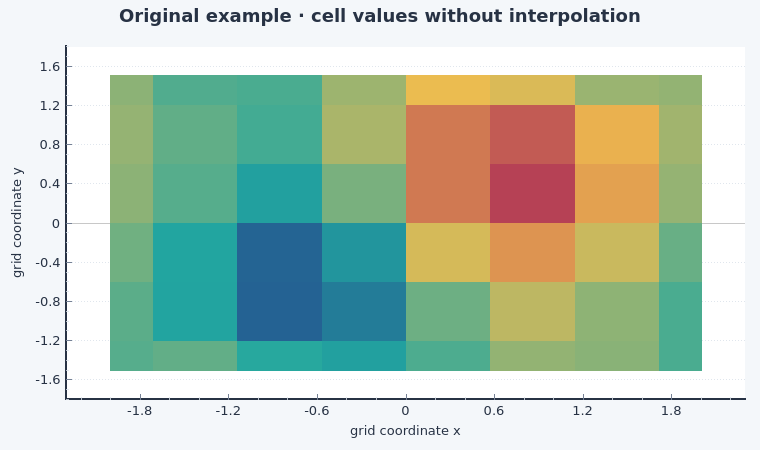 Original example · cell values without interpolation
grid coordinate y
1.6
1.2
0.8
0.4
0
-0.4
-0.8
-1.2
-1.6
-1.8 -1.2 -0.6 0 0.6 1.2 1.8
grid coordinate x